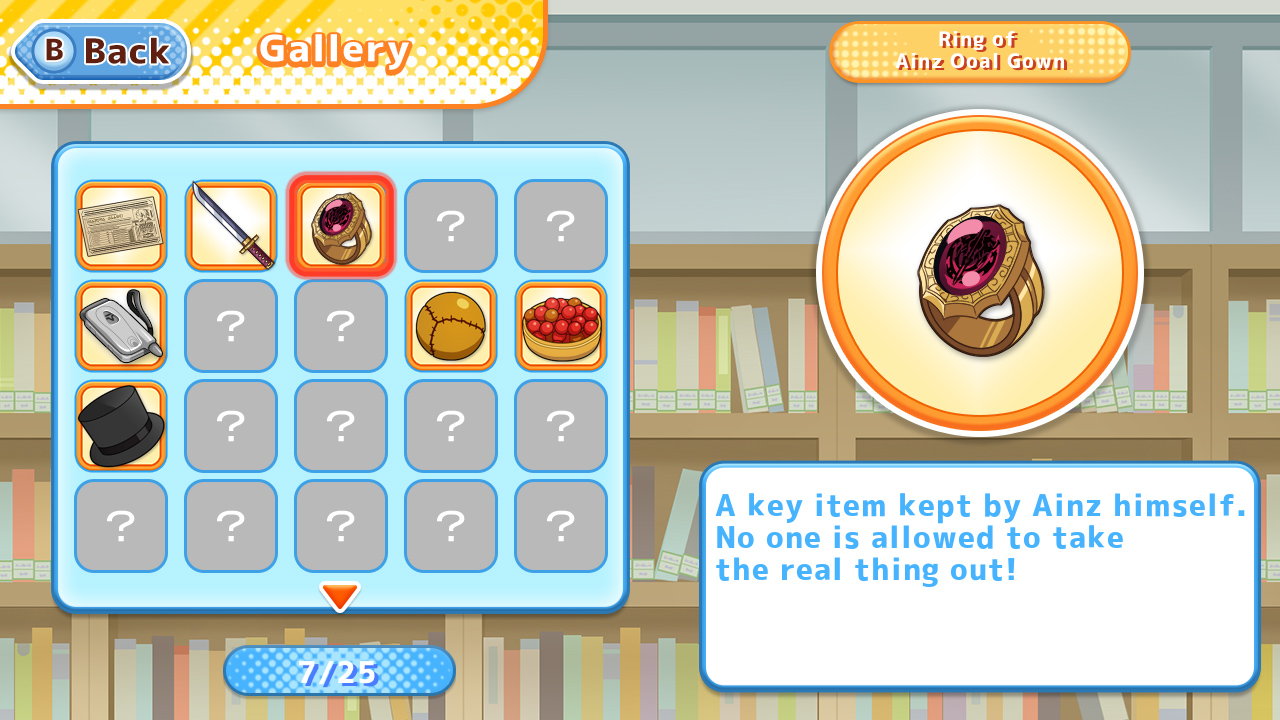 B Back
Gallery
Ring of
Ainz Ooal Gown
? ?
? ?
? ? ? ?
? ? ? ? ?
7/25
A key item kept by Ainz himself.
No one is allowed to take
the real thing out!